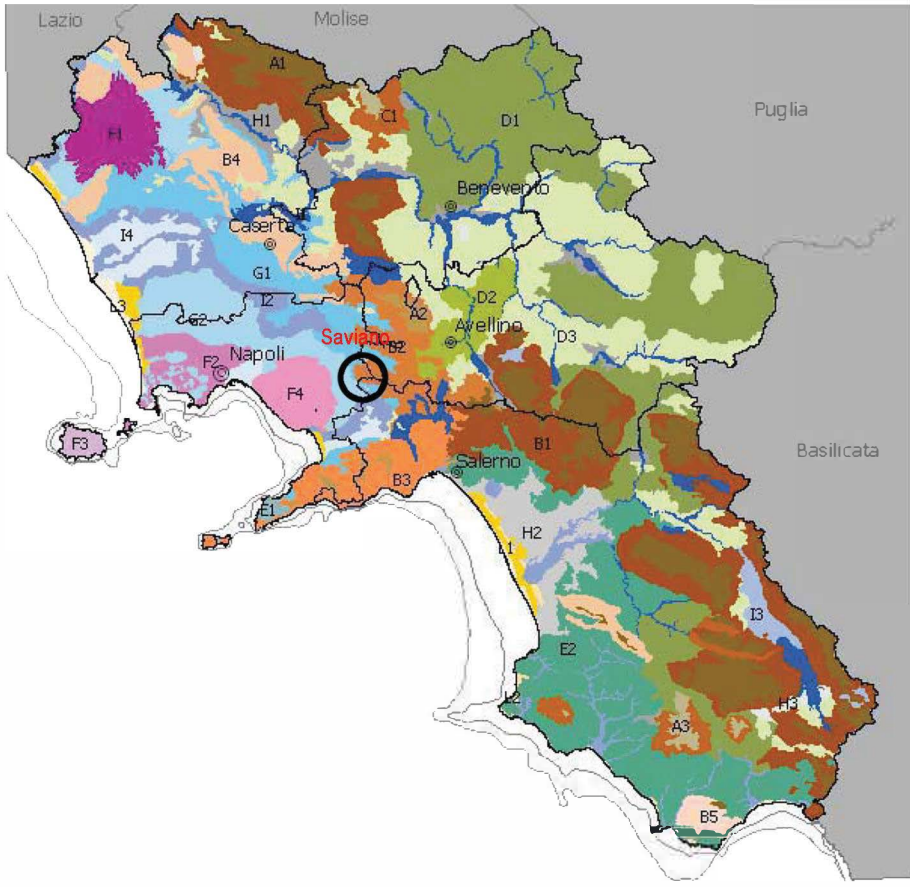 Lazio
Molise
A1
Puglia
F1
H1
C1
D1
B4
Benevento
I4
Caserta
G1
L3
I2
A2
D2
G2
Saviano
B2
Avellino
D3
F2
Napoli
F4
F3
B1
Basilicata
B3
Salerno
E1
H2
L1
I3
E2
H3
A3
B5